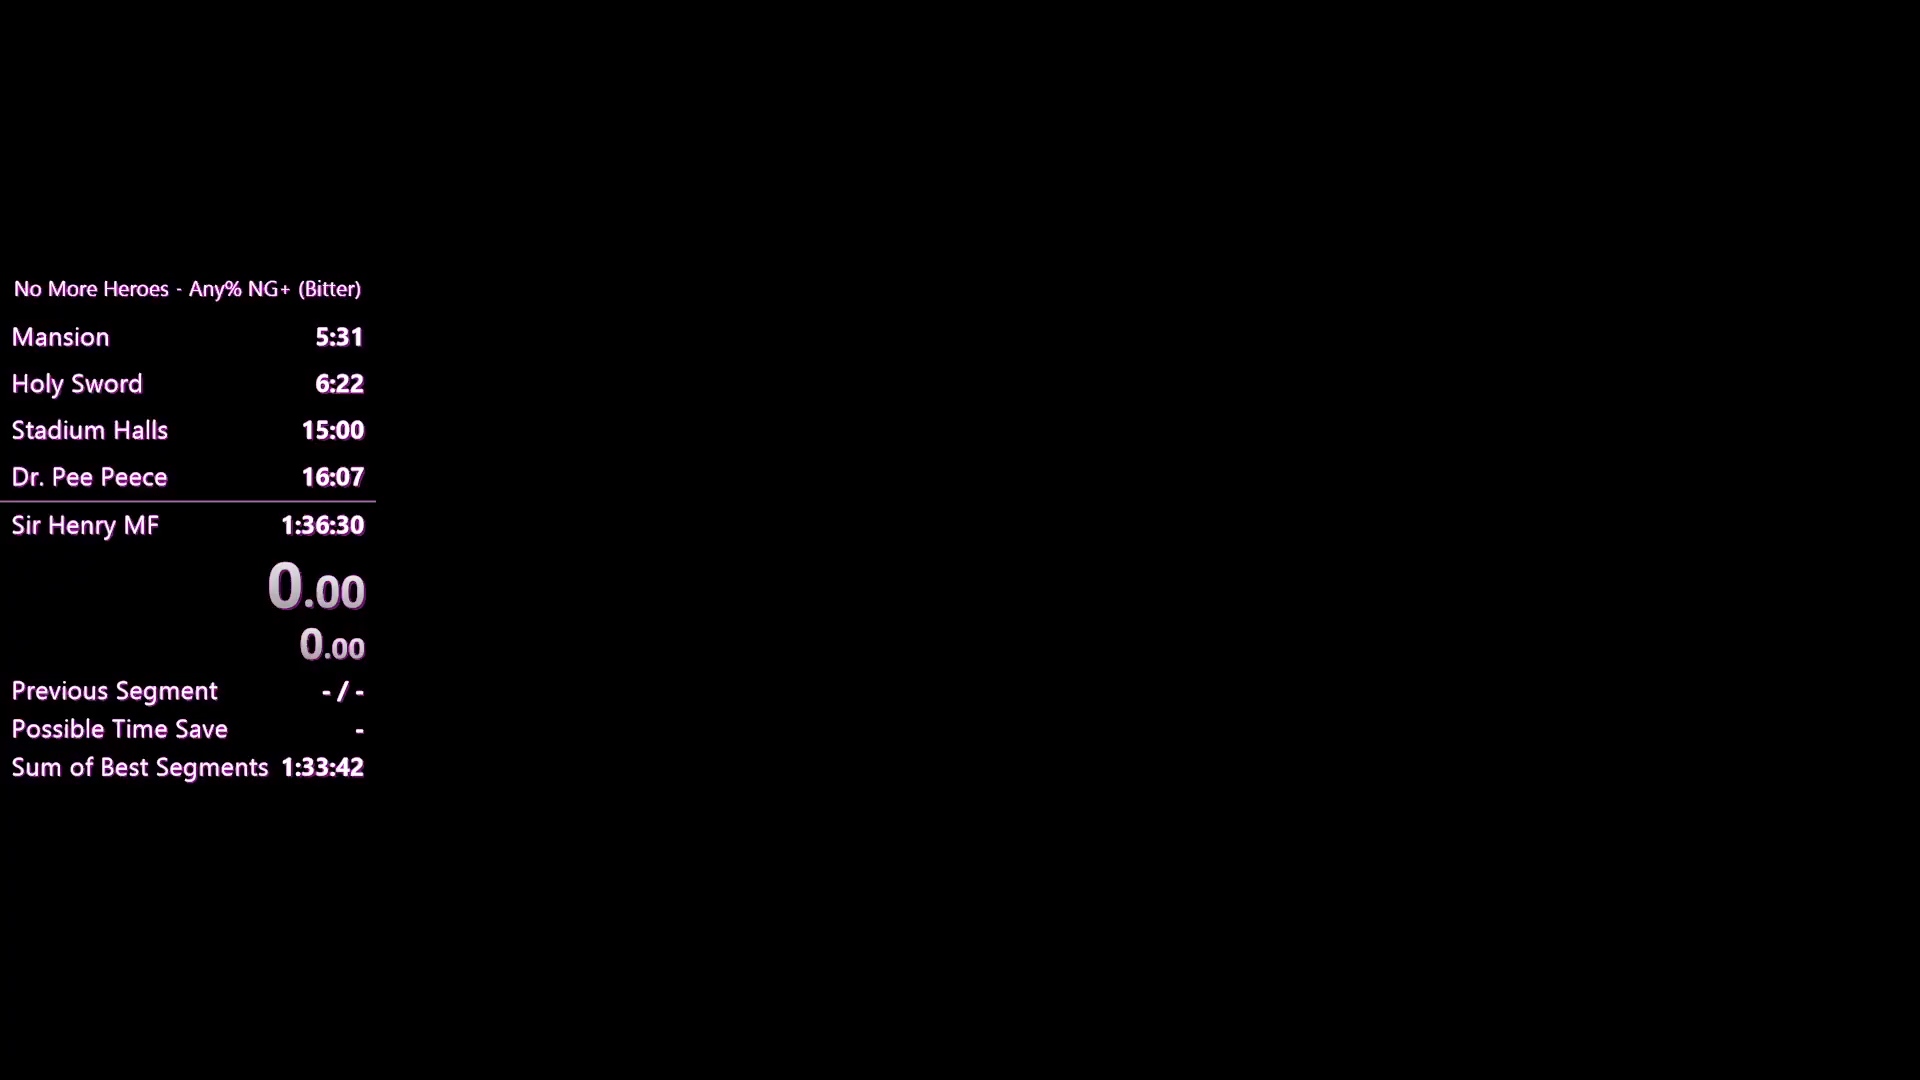 No More Heroes - Any% NG+ (Bitter)
Mansion 5:31
Holy Sword 6:22
Stadium Halls 15:00
Dr. Pee Peece 16:07
Sir Henry MF 1:36:30
0.00
0.00
Previous Segment - / -
Possible Time Save -
Sum of Best Segments 1:33:42